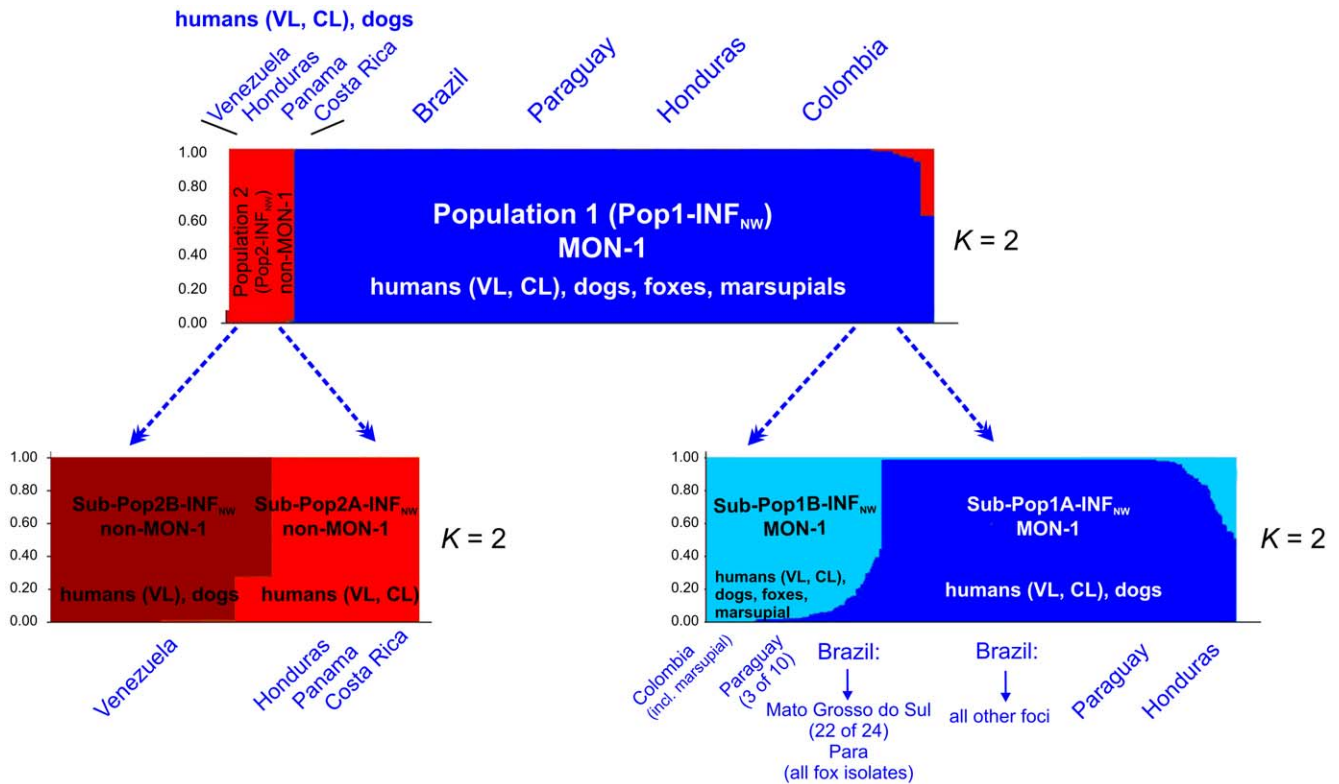 humans (VL, CL), dogs
Venezuela
Honduras
Panama
Costa Rica
Brazil
Paraguay
Honduras
Colombia
1.00
0.80
0.60
0.40
0.20
0.00
Population 2
(Pop2-INFNW)
non-MON-1
Population 1 (Pop1-INFNW)
MON-1
humans (VL, CL), dogs, foxes, marsupials
K = 2
1.00
0.80
0.60
0.40
0.20
0.00
Sub-Pop2B-INFNW
non-MON-1
humans (VL), dogs
Sub-Pop2A-INFNW
non-MON-1
humans (VL, CL)
K = 2
Venezuela
Honduras
Panama
Costa Rica
1.00
0.80
0.60
0.40
0.20
0.00
Sub-Pop1B-INFNW
MON-1
humans (VL, CL),
dogs, foxes,
marsupial
Sub-Pop1A-INFNW
MON-1
humans (VL, CL), dogs
K = 2
Colombia
(incl. marsupial)
Paraguay
(3 of 10)
Brazil:
Mato Grosso do Sul
(22 of 24)
Para
(all fox isolates)
Brazil:
all other foci
Paraguay
Honduras